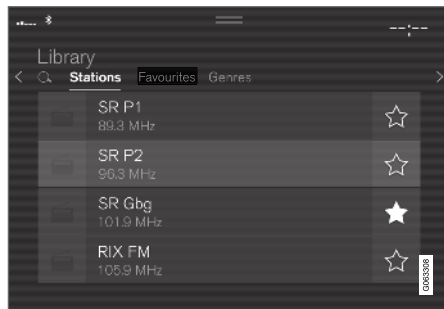 --:--
Library
Stations Favourites Genres
SR P1
89.3 MHz
SR P2
96.3 MHz
SR Gbg
101.9 MHz
RIX FM
105.9 MHz
G063308